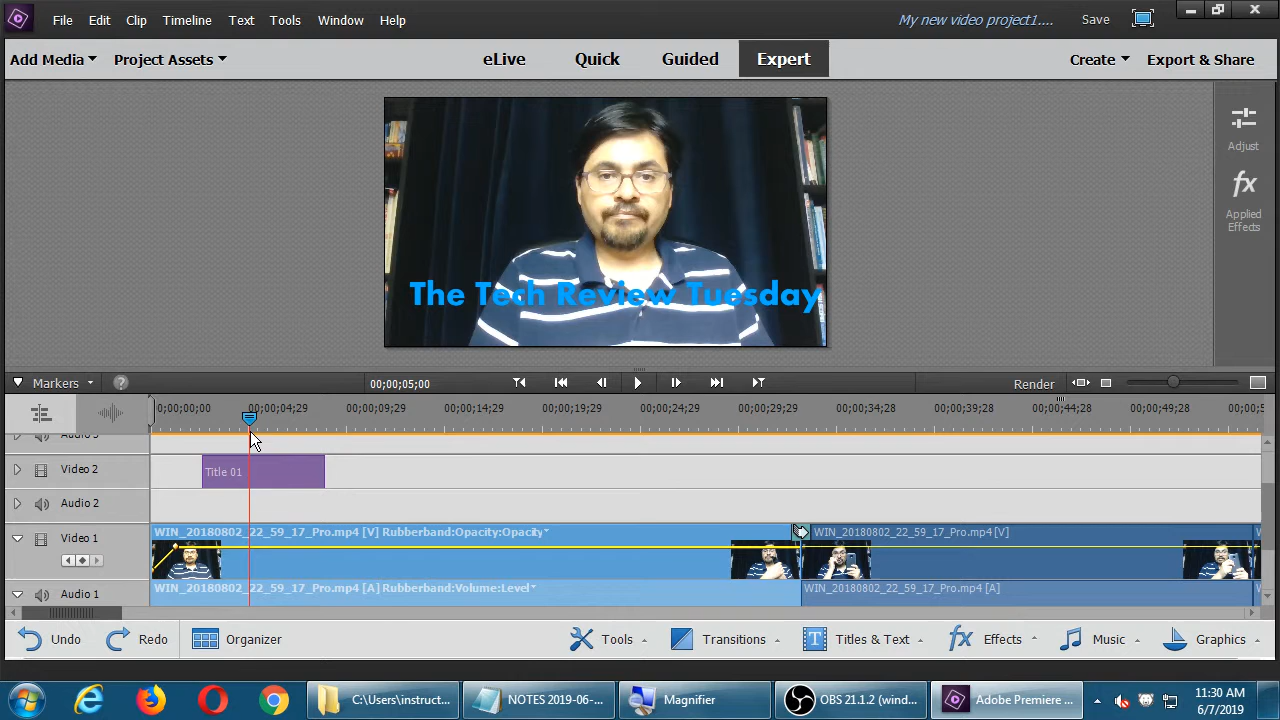 File Edit Clip Timeline Text Tools Window Help My new video project1.... Save
Add Media Project Assets eLive Quick Guided Expert Create Export & Share
The Tech Review Tuesday
Adjust
fx
Applied
Effects
Markers ? 00;00;05;00 Render
0;00;00;00 00;00;04;29 00;00;09;29 00;00;14;29 00;00;19;29 00;00;24;29 00;00;29;29 00;00;34;28 00;00;39;28 00;00;44;28 00;00;49;28
Video 2 Title 01
Audio 2
Video 1 WIN_20180802_22_59_17_Pro.mp4 [V] Rubberband:Opacity:Opacity WIN_20180802_22_59_17_Pro.mp4 [V]
Audio 1 WIN_20180802_22_59_17_Pro.mp4 [A] Rubberband:Volume:Level WIN_20180802_22_59_17_Pro.mp4 [A]
Undo Redo Organizer Tools Transitions T Titles & Text fx Effects Music Graphics
C:\Users\instruct... NOTES 2019-06-... Magnifier OBS 21.1.2 (wind... Adobe Premiere ... 11:30 AM
6/7/2019